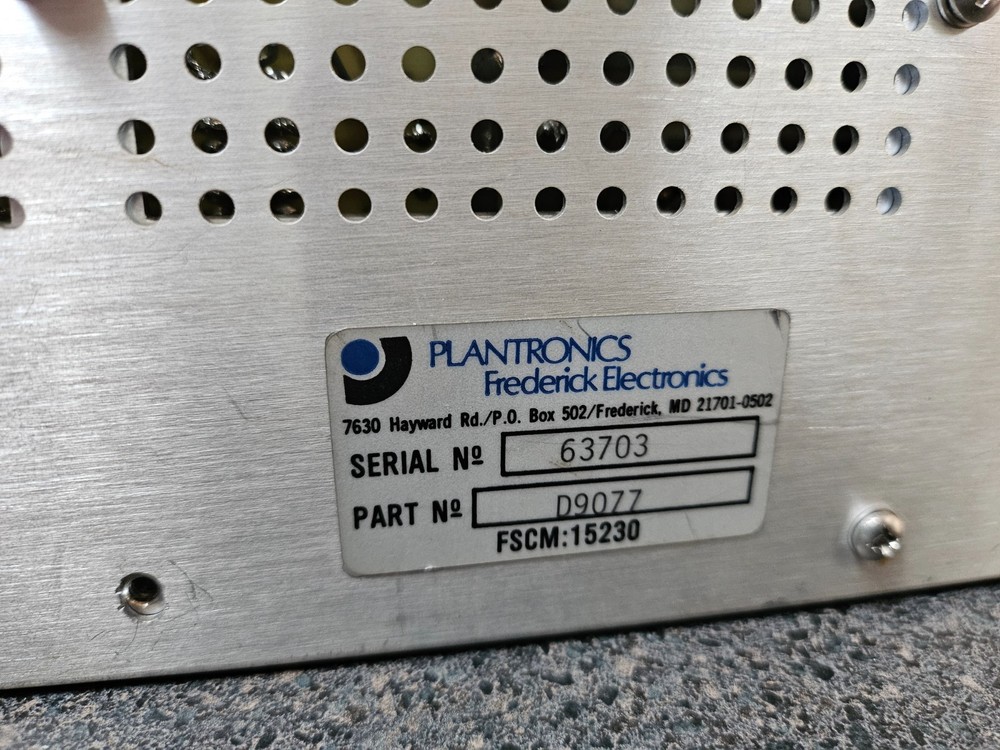 PLANTRONICS
Frederick Electronics
7630 Hayward Rd./P.O. Box 502/Frederick, MD 21701-0502
SERIAL Nº 63703
PART Nº D9077
FSCM:15230